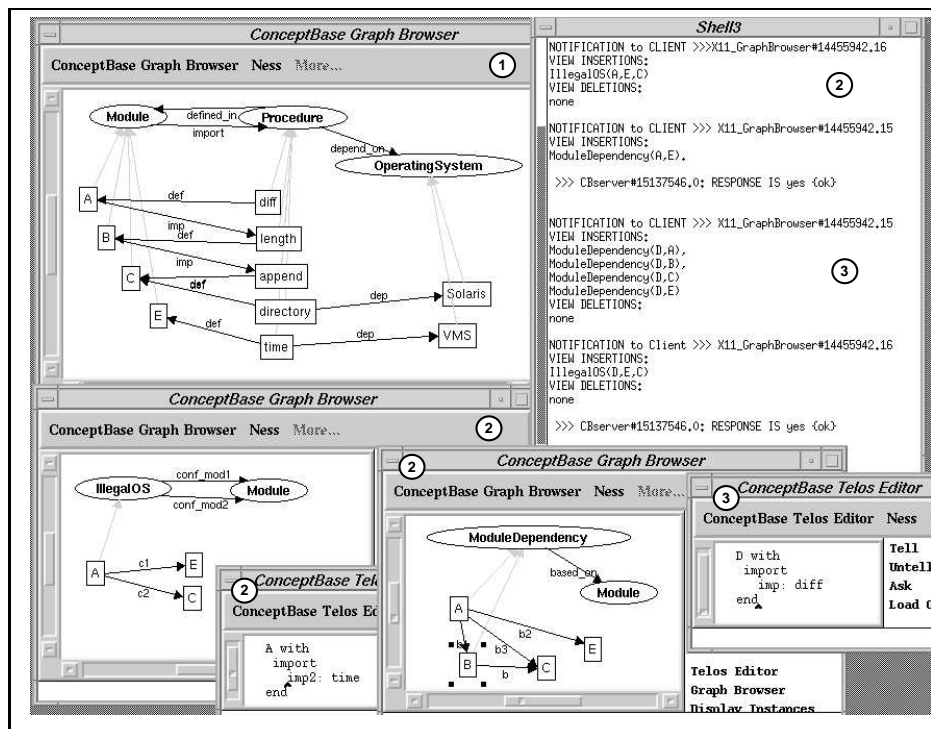 ConceptBase Graph Browser
ConceptBase Graph Browser Ness More...
1
Module
defined_in
Procedure
import
depend_on
OperatingSystem
A
def
diff
imp
B
def
length
imp
C
append
def
directory
dep
Solaris
E
def
time
dep
VMS
Shell3
NOTIFICATION to CLIENT >>>X11_GraphBrowser#14455942.16
VIEW INSERTIONS:
IllegalOS(A,E,C)
VIEW DELETIONS:
none
2
NOTIFICATION to CLIENT >>> X11_GraphBrowser#14455942.15
VIEW INSERTIONS:
ModuleDependency(A,E).
>>> CBserver#15137546.0: RESPONSE IS yes {ok}
NOTIFICATION to CLIENT >>> X11_GraphBrowser#14455942.15
VIEW INSERTIONS:
ModuleDependency(D,A),
ModuleDependency(D,B),
ModuleDependency(D,C)
ModuleDependency(D,E)
VIEW DELETIONS:
none
3
NOTIFICATION to Client >>> X11_GraphBrowser#14455942.16
VIEW INSERTIONS:
IllegalOS(D,E,C)
VIEW DELETIONS:
none
>>> CBserver#15137546.0: RESPONSE IS yes {ok}
ConceptBase Graph Browser
ConceptBase Graph Browser Ness More...
2
IllegalOS
conf_mod1
conf_mod2
Module
A
c1
E
c2
C
2
ConceptBase Tel
ConceptBase Telos Edi
A with
import
imp2: time
end
2
ConceptBase Graph Browser
ConceptBase Graph Browser Ness More...
ModuleDependency
based_on
Module
A
b2
E
b3
B
b
C
3
ConceptBase Telos Editor
ConceptBase Telos Editor Ness
D with
import
imp: diff
end
Tell
Untell
Ask
Load
Telos Editor
Graph Browser
Display Instances